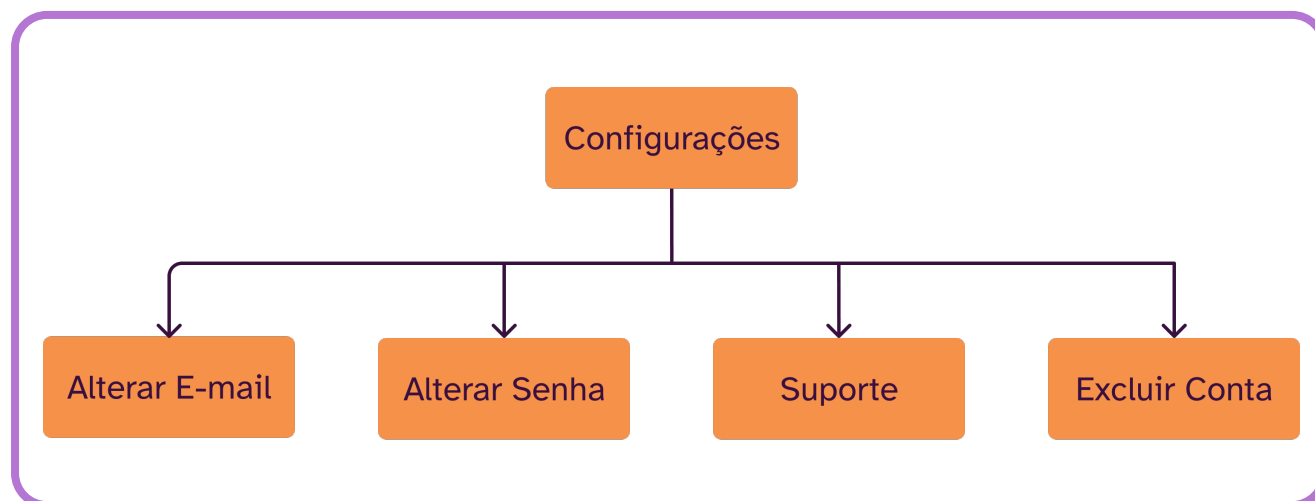 Configurações
Alterar E-mail
Alterar Senha
Suporte
Excluir Conta